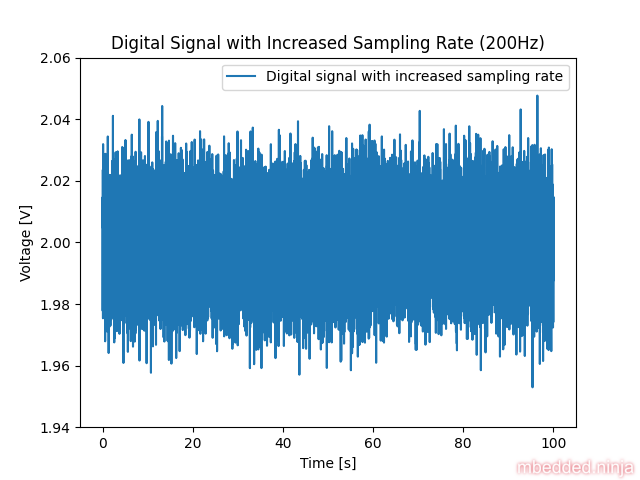 Digital Signal with Increased Sampling Rate (200Hz)
2.06
Digital signal with increased sampling rate
2.04
2.02
2.00
1.98
1.96
1.94
Voltage [V]
0 20 40 60 80 100
Time [s]
mbedded.ninja